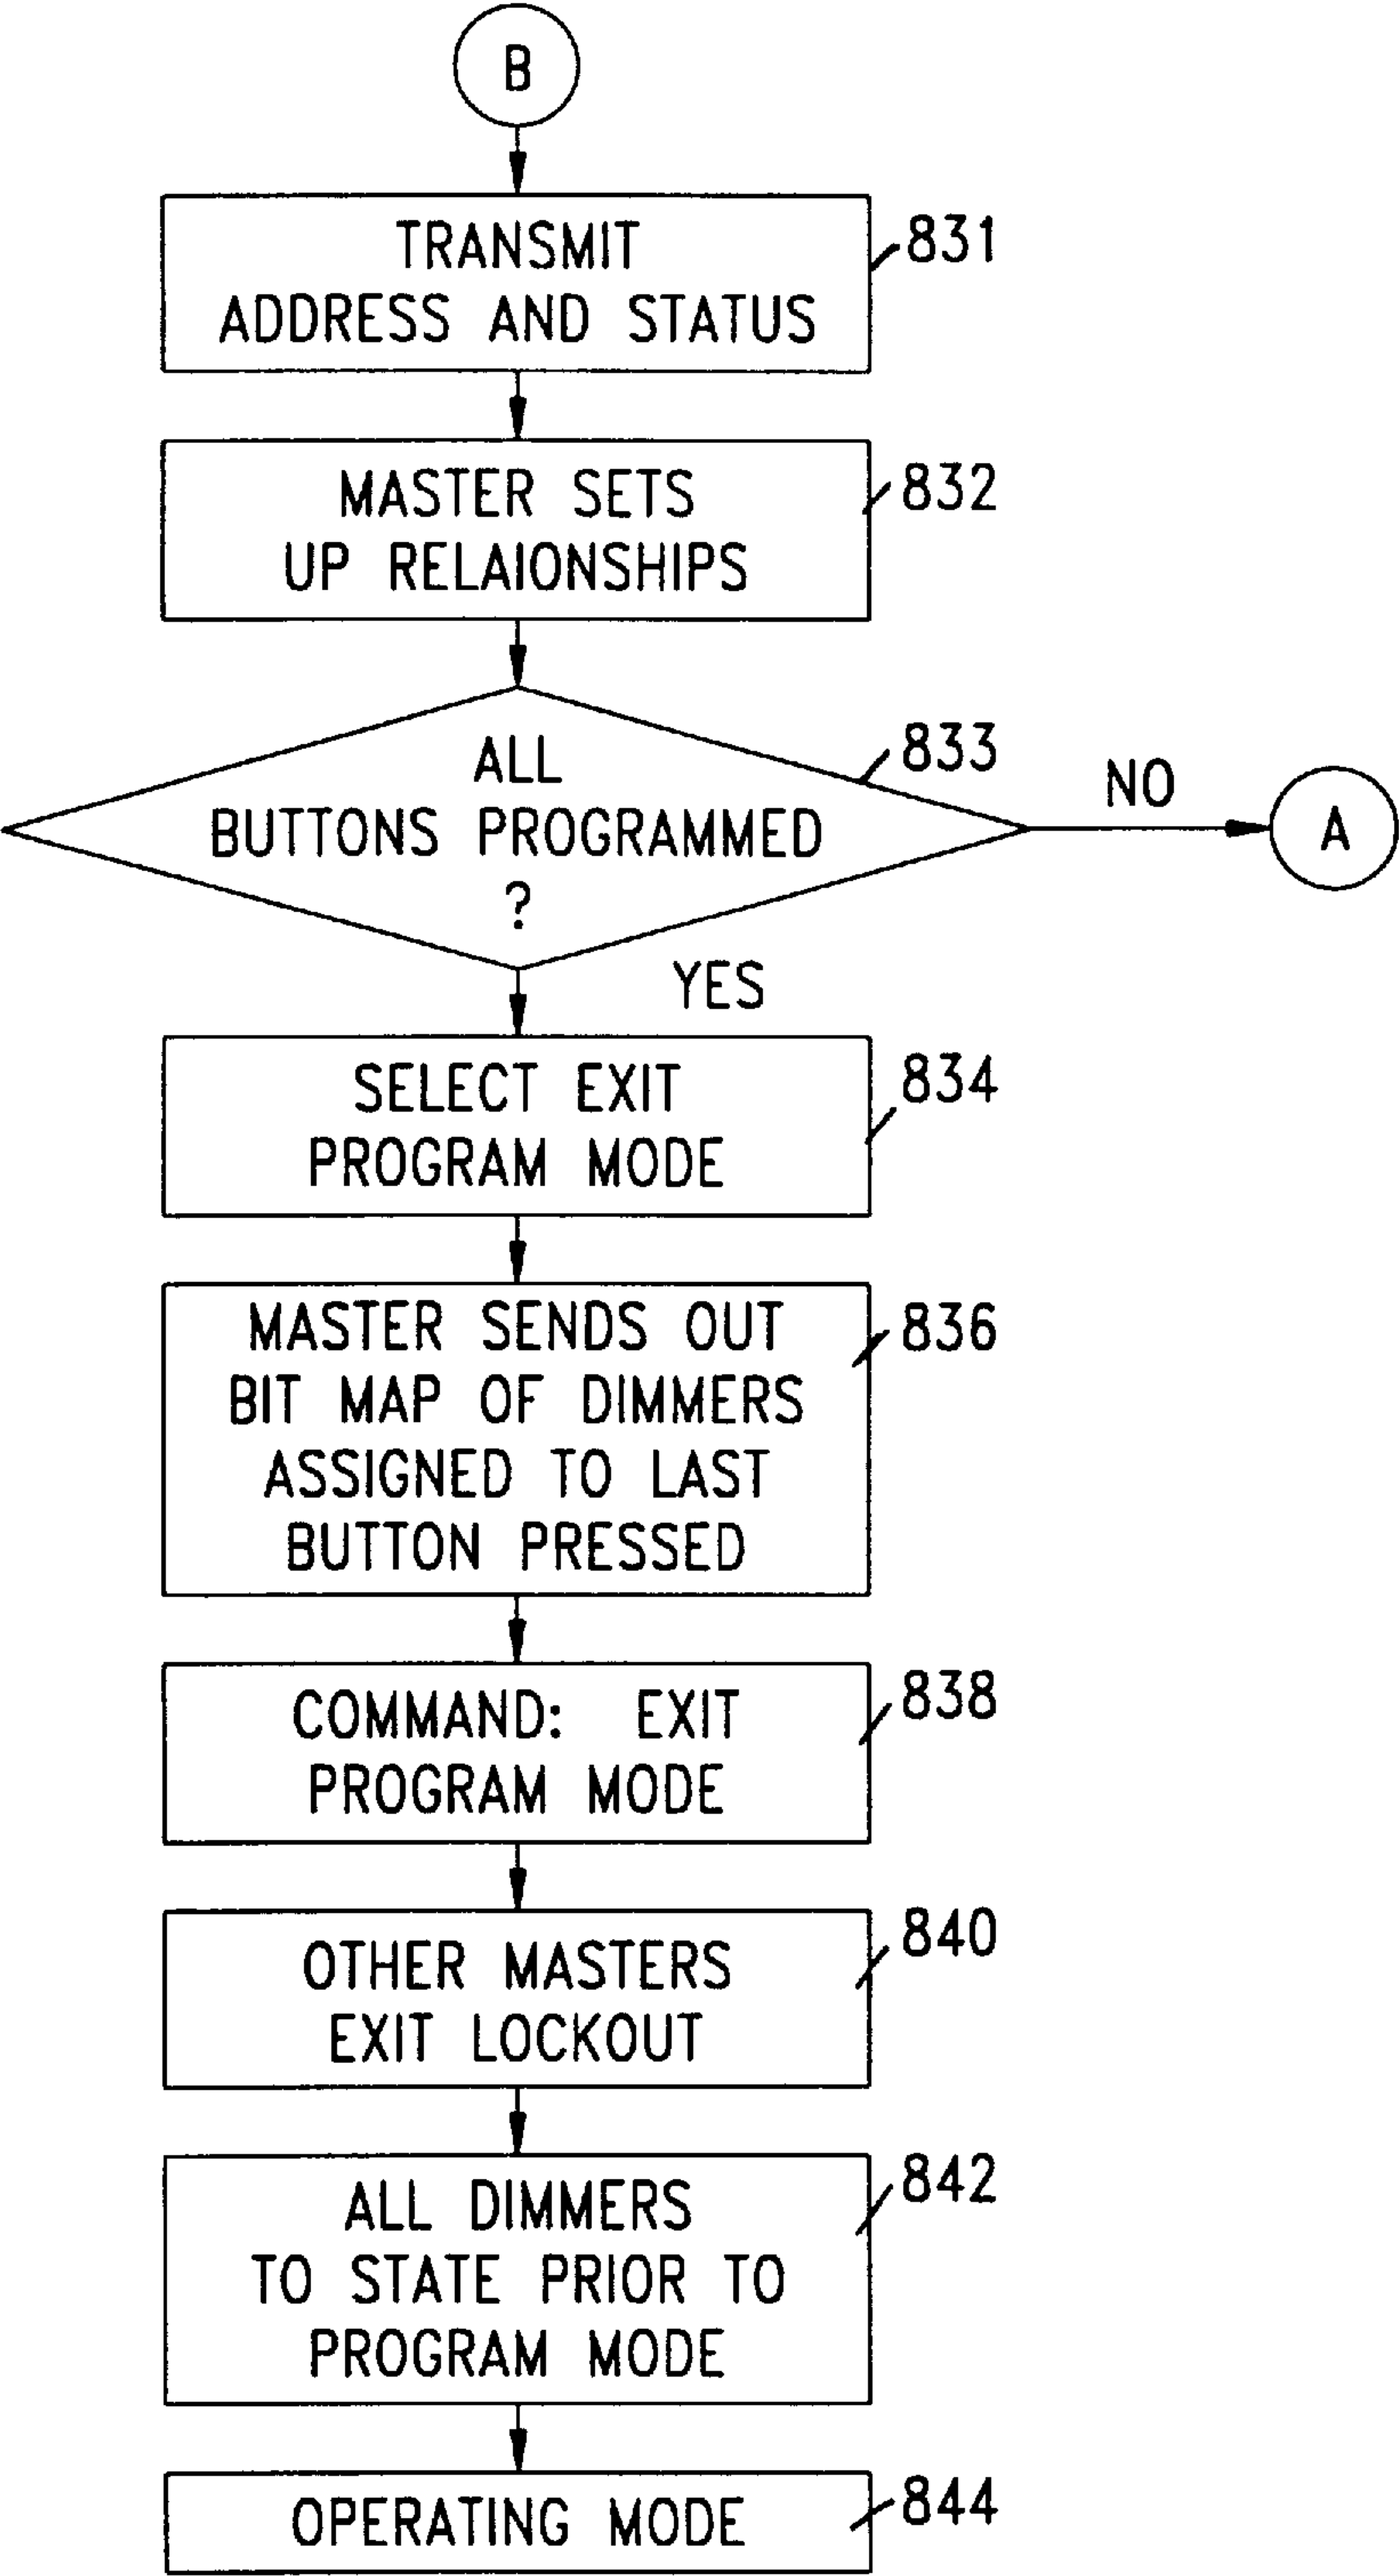 B
TRANSMIT
ADDRESS AND STATUS
831
MASTER SETS
UP RELAIONSHIPS
832
ALL
BUTTONS PROGRAMMED
?
833
NO
A
YES
SELECT EXIT
PROGRAM MODE
834
MASTER SENDS OUT
BIT MAP OF DIMMERS
ASSIGNED TO LAST
BUTTON PRESSED
836
COMMAND: EXIT
PROGRAM MODE
838
OTHER MASTERS
EXIT LOCKOUT
840
ALL DIMMERS
TO STATE PRIOR TO
PROGRAM MODE
842
OPERATING MODE
844